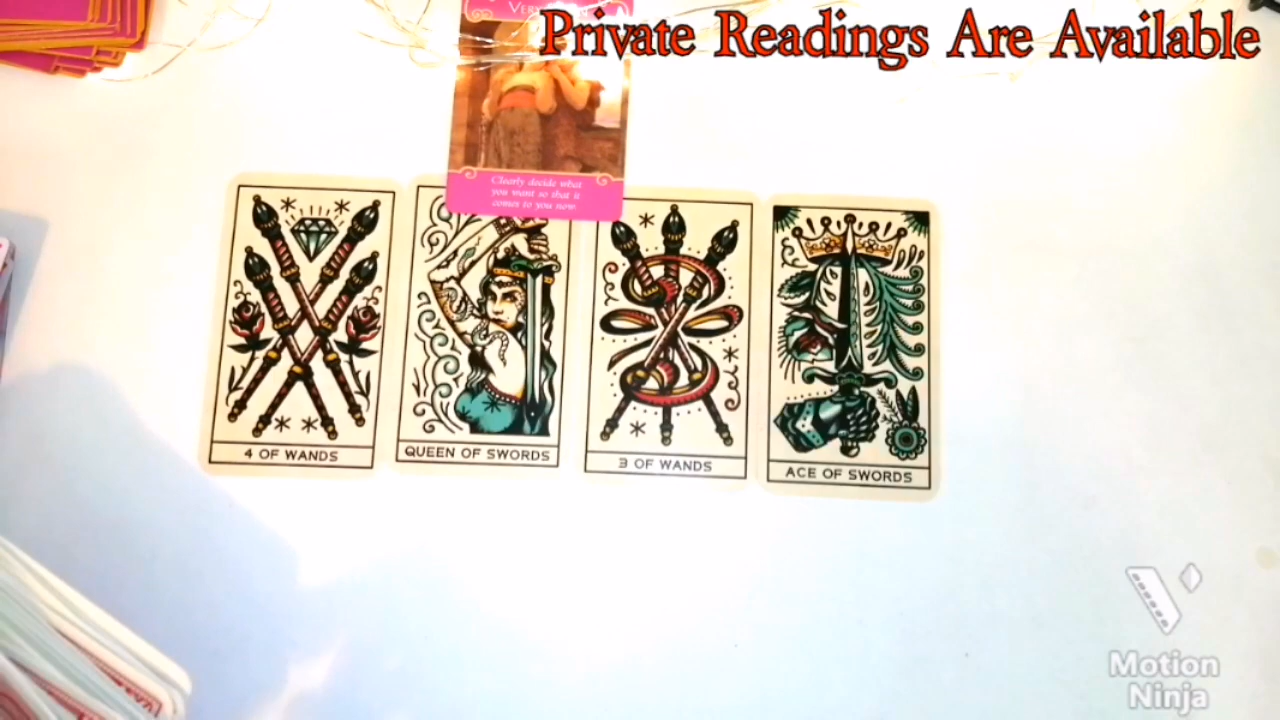 Private Readings Are Available
Clearly decide what
you want so that it
comes to you now.
4 OF WANDS
QUEEN OF SWORDS
3 OF WANDS
ACE OF SWORDS
Motion
Ninja